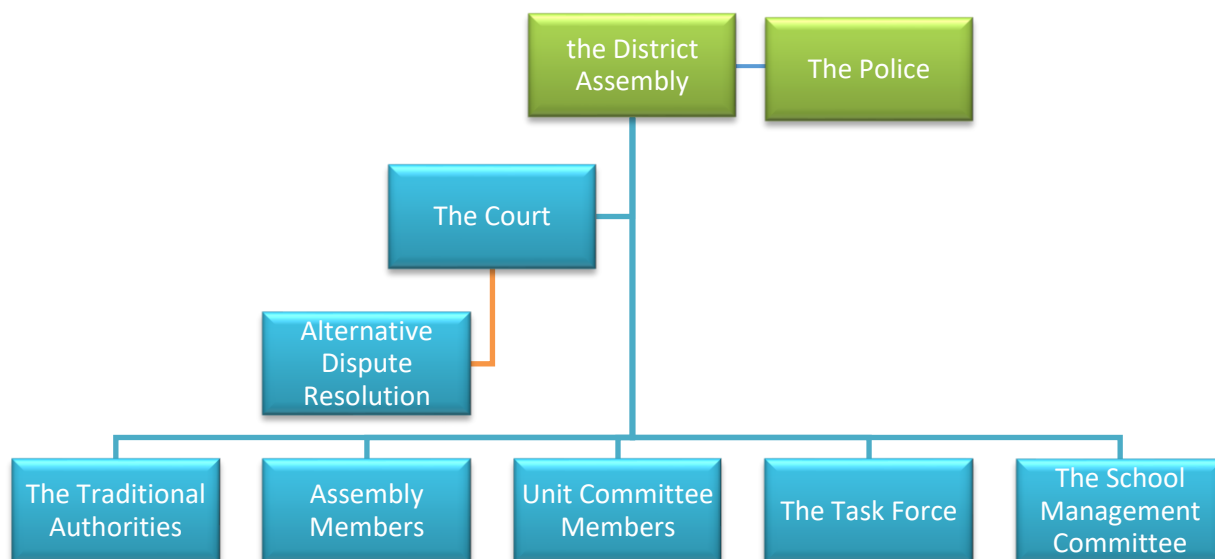 the District
Assembly
The Police
The Court
Alternative
Dispute
Resolution
The Traditional
Authorities
Assembly
Members
Unit Committee
Members
The Task Force
The School
Management
Committee